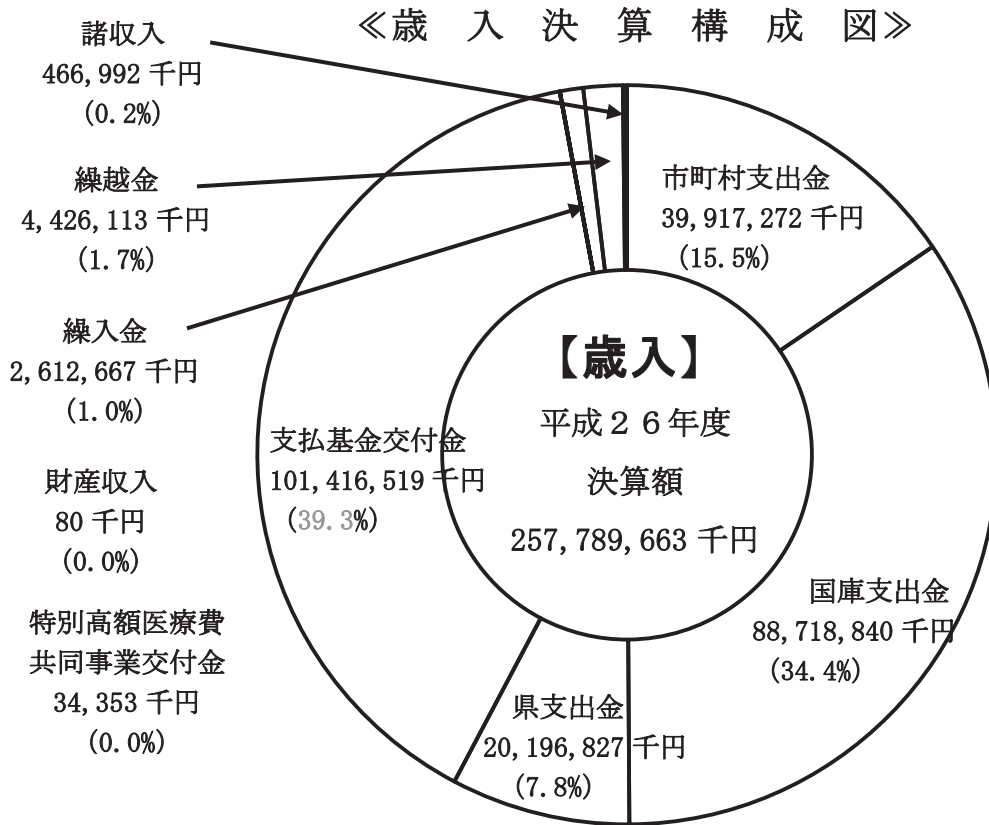 ≪歳入決算構成図≫
諸収入
466,992 千円
(0.2%)
繰越金
4,426,113 千円
(1.7%)
繰入金
2,612,667 千円
(1.0%)
財産収入
80 千円
(0.0%)
特別高額医療費
共同事業交付金
34,353 千円
(0.0%)
市町村支出金
39,917,272 千円
(15.5%)
【歳入】
平成26年度
決算額
257,789,663 千円
支払基金交付金
101,416,519 千円
(39.3%)
国庫支出金
88,718,840 千円
(34.4%)
県支出金
20,196,827 千円
(7.8%)